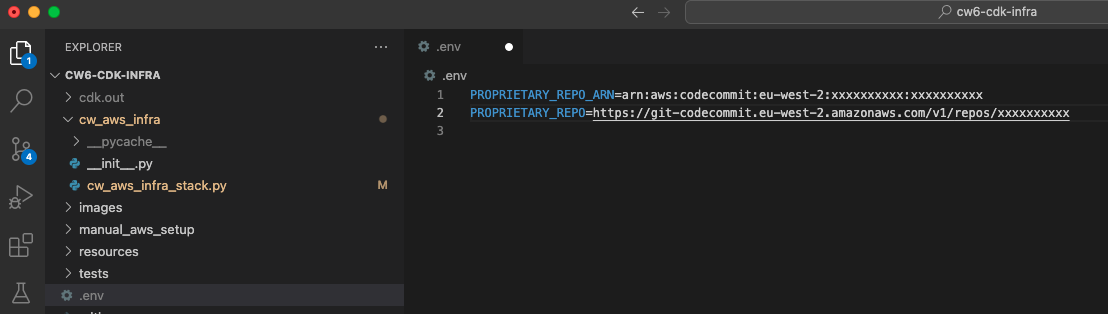 cw6-cdk-infra
EXPLORER
.env
1
CW6-CDK-INFRA
.env
cdk.out
1 PROPRIETARY_REPO_ARN=arn:aws:codecommit:eu-west-2:xxxxxxxxxx:xxxxxxxxxx
cw_aws_infra
2 PROPRIETARY_REPO=https://git-codecommit.eu-west-2.amazonaws.com/v1/repos/xxxxxxxxxx
3
__pycache__
4
__init__.py
cw_aws_infra_stack.py M
images
manual_aws_setup
resources
tests
.env